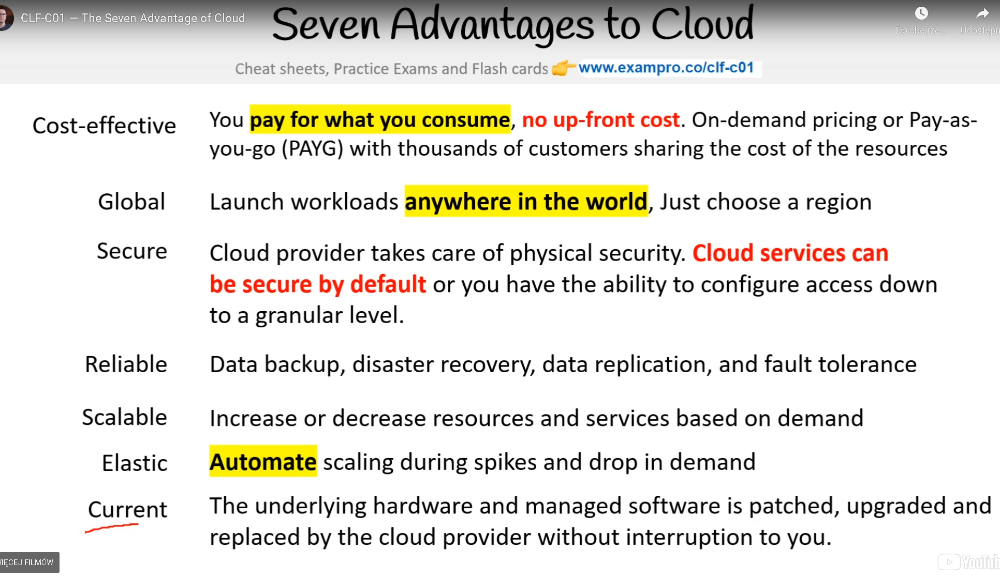 CLF-C01 — The Seven Advantage of Cloud
Seven Advantages to Cloud
Do obejrze...
Udostępn
Cheat sheets, Practice Exams and Flash cards 👉 www.exampro.co/clf-c01
Cost-effective
You pay for what you consume, no up-front cost. On-demand pricing or Pay-as-
you-go (PAYG) with thousands of customers sharing the cost of the resources
Global
Launch workloads anywhere in the world, Just choose a region
Secure
Cloud provider takes care of physical security. Cloud services can
be secure by default or you have the ability to configure access down
to a granular level.
Reliable
Data backup, disaster recovery, data replication, and fault tolerance
Scalable
Increase or decrease resources and services based on demand
Elastic
Automate scaling during spikes and drop in demand
Current
The underlying hardware and managed software is patched, upgraded and
replaced by the cloud provider without interruption to you.
WIĘCEJ FILMÓW
YouTub